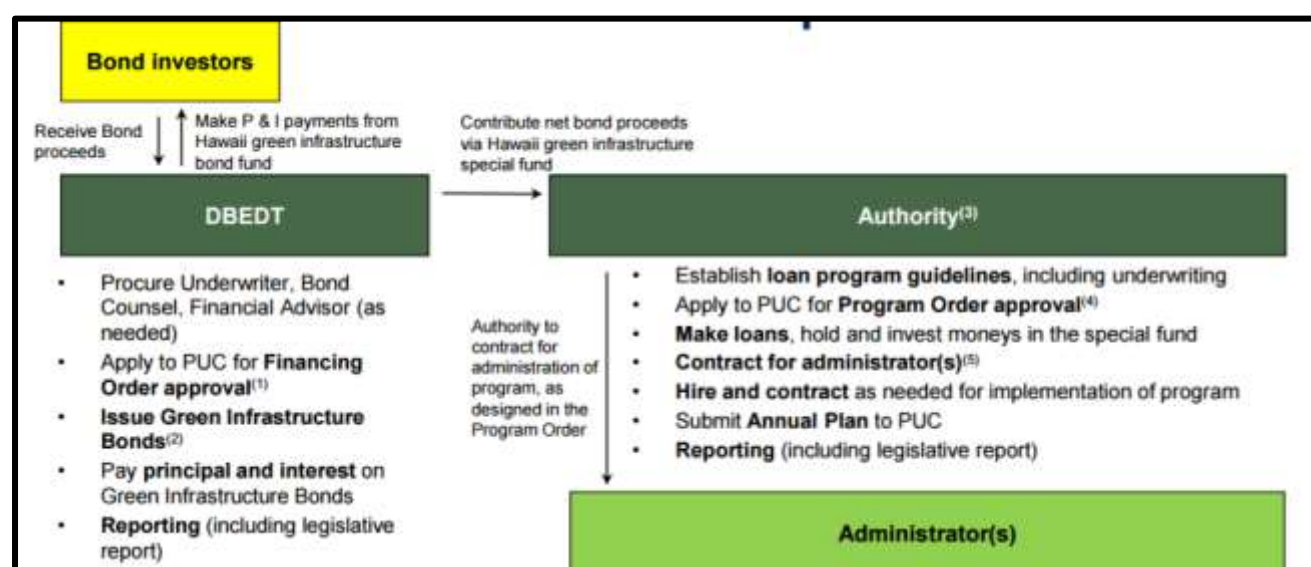 Bond investors
Receive Bond
proceeds
Make P & I payments from
Hawaii green infrastructure
bond fund
Contribute net bond proceeds
via Hawaii green infrastructure
special fund
DBEDT
Authority(3)
• Procure Underwriter, Bond
Counsel, Financial Advisor (as
needed)
• Apply to PUC for Financing
Order approval(1)
• Issue Green Infrastructure
Bonds(2)
• Pay principal and interest on
Green Infrastructure Bonds
• Reporting (including legislative
report)
Authority to
contract for
administration of
program, as
designed in the
Program Order
• Establish loan program guidelines, including underwriting
• Apply to PUC for Program Order approval(4)
• Make loans, hold and invest moneys in the special fund
• Contract for administrator(s)(5)
• Hire and contract as needed for implementation of program
• Submit Annual Plan to PUC
• Reporting (including legislative report)
Administrator(s)